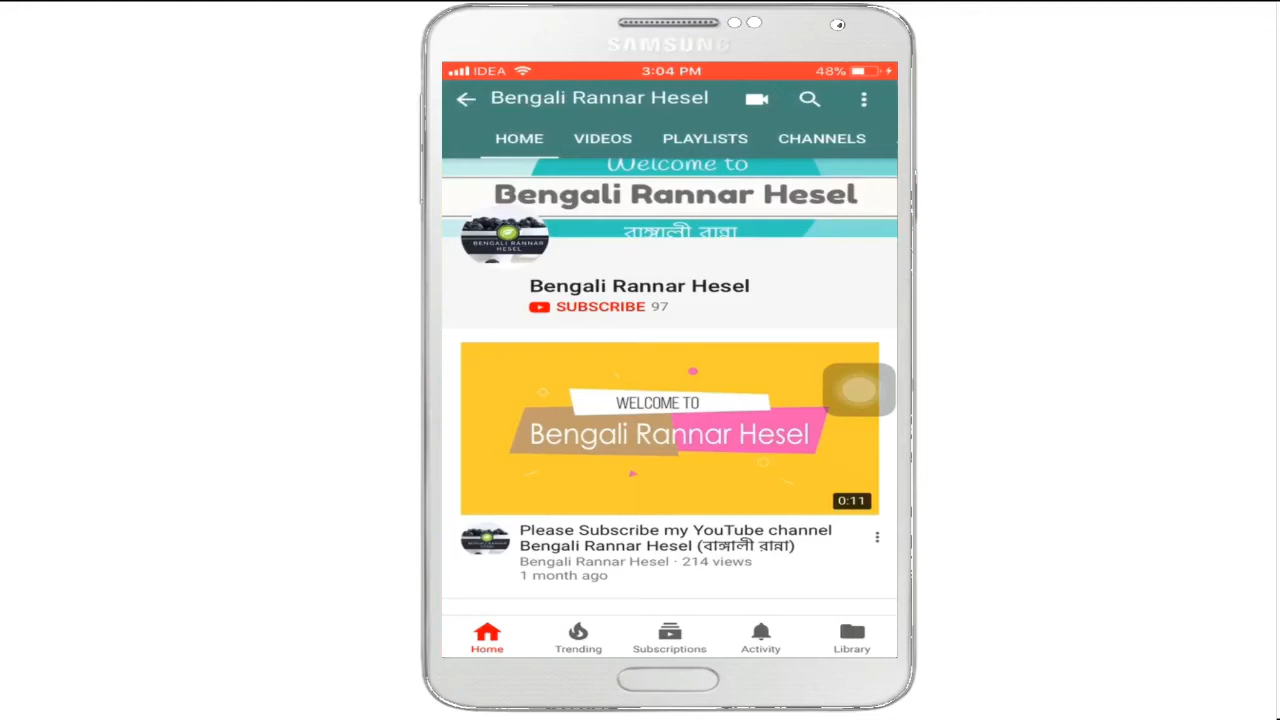 SAMSUNG
IDEA 3:04 PM 48%
Bengali Rannar Hesel
HOME VIDEOS PLAYLISTS CHANNELS
Welcome to
Bengali Rannar Hesel
বাঙ্গালী রান্না
BENGALI RANNAR
HESEL
Bengali Rannar Hesel
SUBSCRIBE 97
WELCOME TO
Bengali Rannar Hesel
0:11
Please Subscribe my YouTube channel
Bengali Rannar Hesel (বাঙ্গালী রান্না)
Bengali Rannar Hesel · 214 views
1 month ago
Home Trending Subscriptions Activity Library